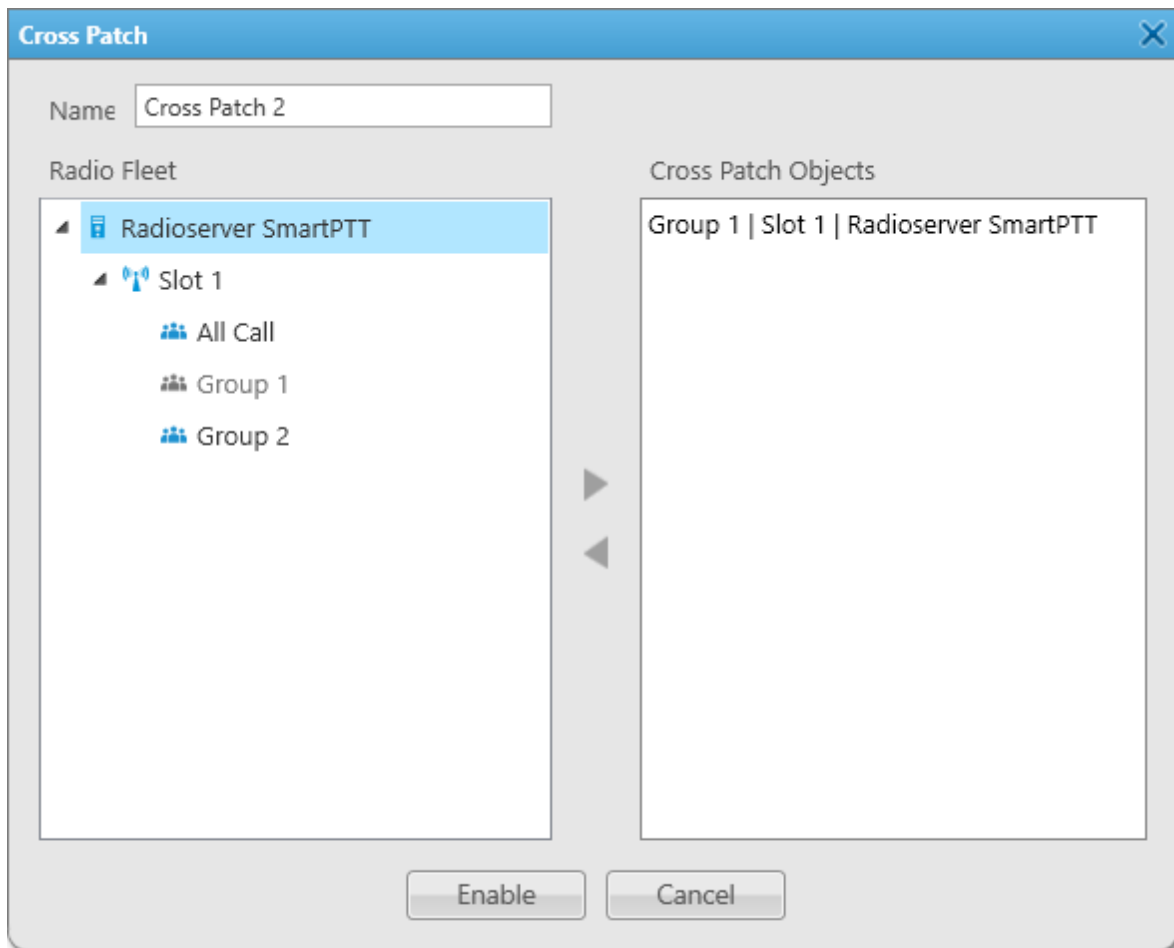 Cross Patch
Name Cross Patch 2
Radio Fleet
Radioserver SmartPTT
Slot 1
All Call
Group 1
Group 2
Cross Patch Objects
Group 1 | Slot 1 | Radioserver SmartPTT
Enable
Cancel